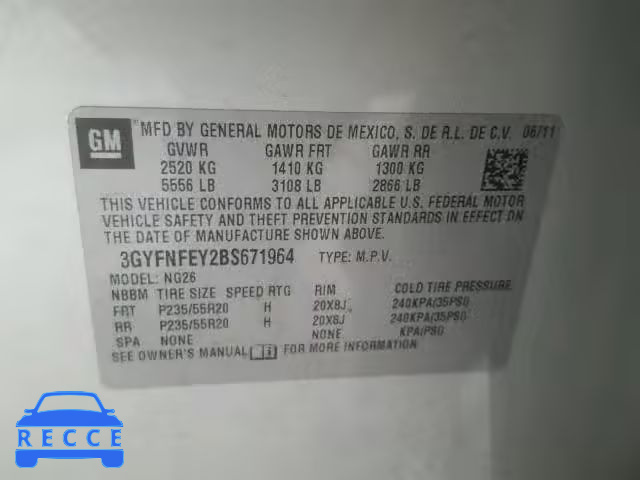 GM
MFD BY GENERAL MOTORS DE MEXICO, S. DE R.L. DE C.V. 06/11
GVWR GAWR FRT GAWR RR
2520 KG 1410 KG 1300 KG
5556 LB 3108 LB 2866 LB
THIS VEHICLE CONFORMS TO ALL APPLICABLE U.S. FEDERAL MOTOR
VEHICLE SAFETY AND THEFT PREVENTION STANDARDS IN EFFECT ON
THE DATE OF MANUFACTURE SHOWN ABOVE.
3GYFNFEY2BS671964 TYPE: M.P.V.
MODEL: NG26
NBBM TIRE SIZE SPEED RTG RIM COLD TIRE PRESSURE
FRT P235/55R20 H 20X8J 240KPA(35PSI)
RR P235/55R20 H 20X8J 240KPA(35PSI)
SPA NONE NONE KPA(PSI)
SEE OWNER'S MANUAL FOR MORE INFORMATION
RECCE